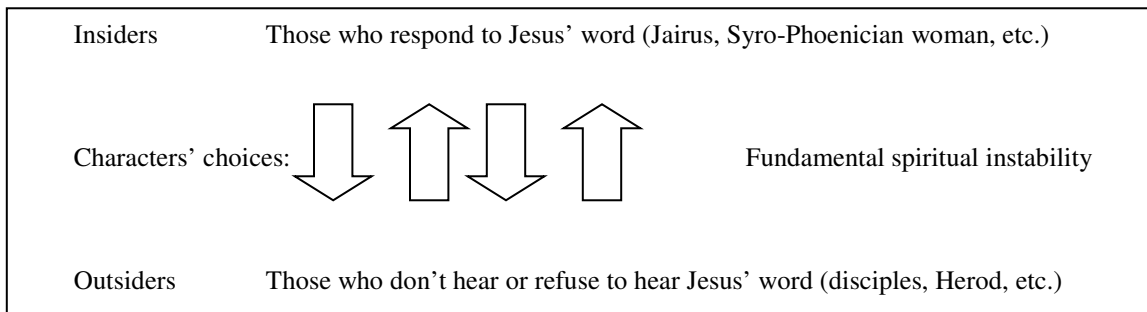 Insiders Those who respond to Jesus’ word (Jairus, Syro-Phoenician woman, etc.)
Characters’ choices: Fundamental spiritual instability
Outsiders Those who don’t hear or refuse to hear Jesus’ word (disciples, Herod, etc.)